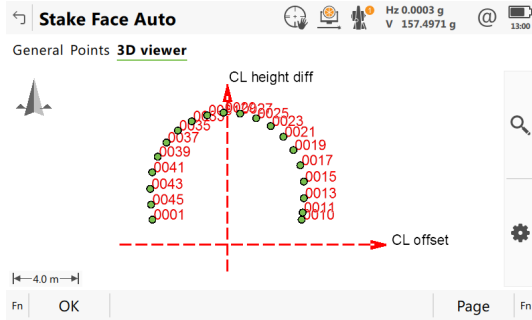 Stake Face Auto
Hz 0.0003 g
V 157.4971 g
@
13:00
General Points 3D viewer
CL height diff
0027
0025
0035
0023
0037
0021
0039
0019
0041
0017
0043
0015
0045
0013
0001
0011
0010
CL offset
4.0 m
Fn OK Page Fn